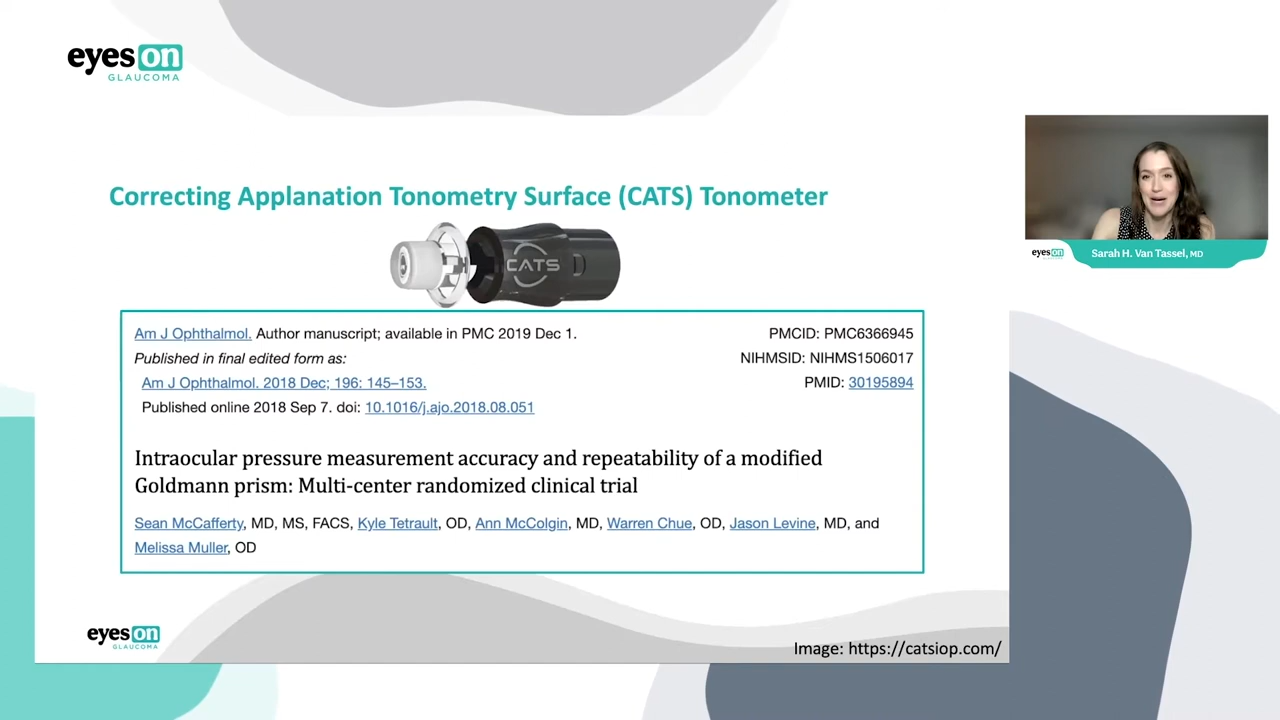 eyes on
GLAUCOMA
Correcting Applanation Tonometry Surface (CATS) Tonometer
CATS
eyes on
Sarah H. Van Tassel, MD
Am J Ophthalmol. Author manuscript; available in PMC 2019 Dec 1.
PMCID: PMC6366945
Published in final edited form as:
NIHMSID: NIHMS1506017
Am J Ophthalmol. 2018 Dec; 196: 145–153.
PMID: 30195894
Published online 2018 Sep 7. doi: 10.1016/j.ajo.2018.08.051
Intraocular pressure measurement accuracy and repeatability of a modified
Goldmann prism: Multi-center randomized clinical trial
Sean McCafferty, MD, MS, FACS, Kyle Tetrault, OD, Ann McColgin, MD, Warren Chue, OD, Jason Levine, MD, and
Melissa Muller, OD
eyes on
GLAUCOMA
Image: https://catsiop.com/